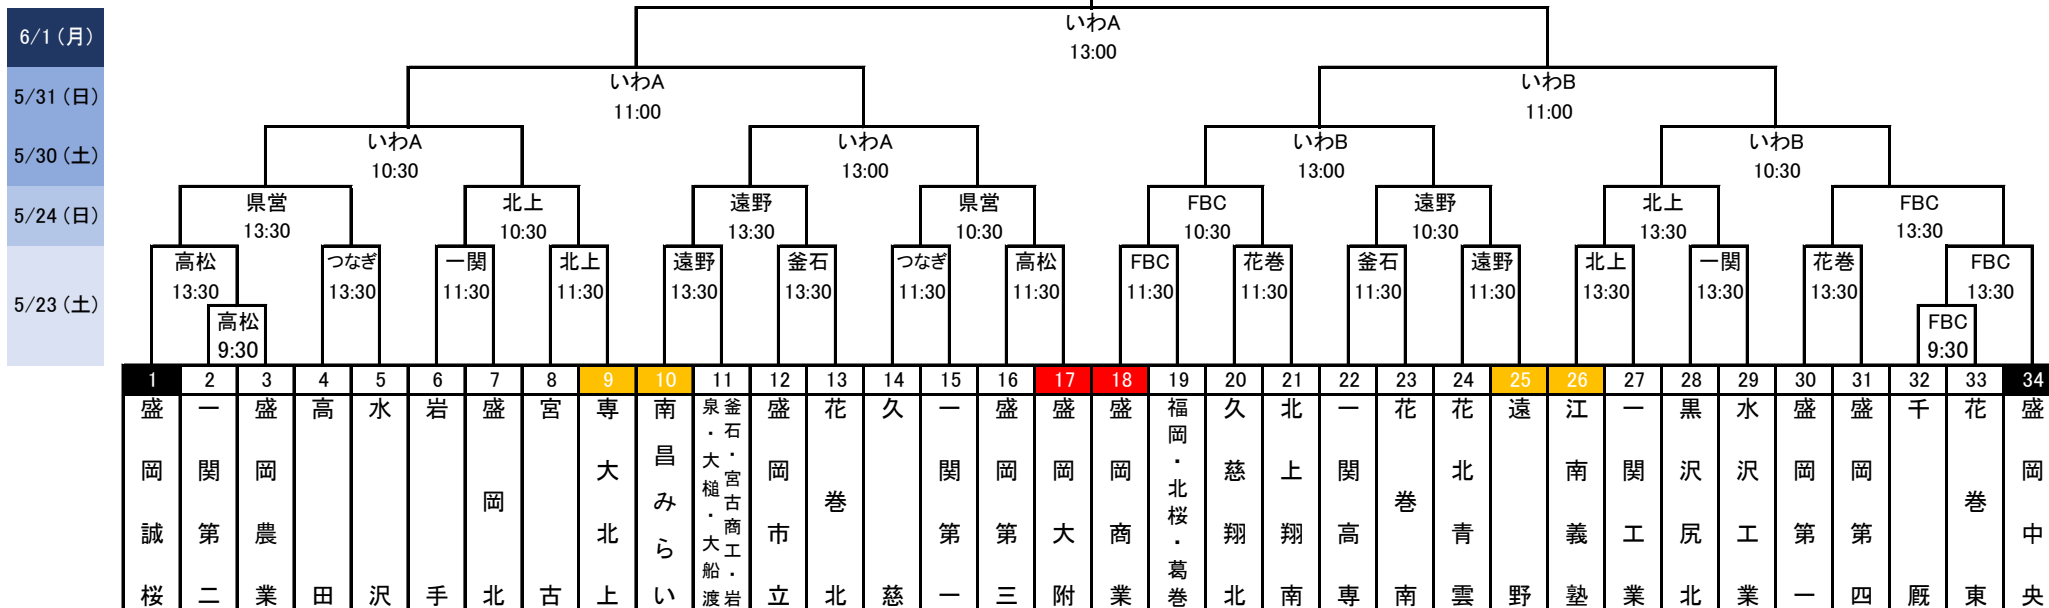 いわA
13:00
6/1 (月)
いわA
11:00
いわB
11:00
5/31 (日)
いわA
10:30
いわA
13:00
いわB
13:00
いわB
10:30
5/30 (土)
県営
13:30
北上
10:30
遠野
13:30
県営
10:30
FBC
10:30
遠野
10:30
北上
13:30
FBC
13:30
5/24 (日)
高松
13:30
つなぎ
13:30
一関
11:30
北上
11:30
遠野
13:30
釜石
13:30
つなぎ
11:30
高松
11:30
FBC
11:30
花巻
11:30
釜石
11:30
遠野
11:30
北上
13:30
一関
13:30
花巻
13:30
FBC
13:30
5/23 (土)
高松
9:30
FBC
9:30
1
盛岡誠桜
2
一関第二
3
盛岡農業
4
高田
5
水沢
6
岩手
7
盛岡北
8
宮古
9
専大北上
10
南昌みらい
11
釜石・宮古商工・岩
泉・大槌・大船渡
12
盛岡市立
13
花巻北
14
久慈
15
一関第一
16
盛岡第三
17
盛岡大附
18
盛岡商業
19
福岡・北桜・葛巻
20
久慈翔北
21
北上翔南
22
一関高専
23
花巻南
24
花北青雲
25
遠野
26
江南義塾
27
一関工業
28
黒沢尻北
29
水沢工業
30
盛岡第一
31
盛岡第四
32
千厩
33
花巻東
34
盛岡中央